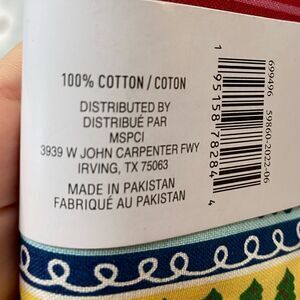 100% COTTON / COTON
DISTRIBUTED BY
DISTRIBUÉ PAR
MSPCI
3939 W JOHN CARPENTER FWY
IRVING, TX 75063
MADE IN PAKISTAN
FABRIQUÉ AU PAKISTAN
1 95158 78284 4
699496
59860-2022-06